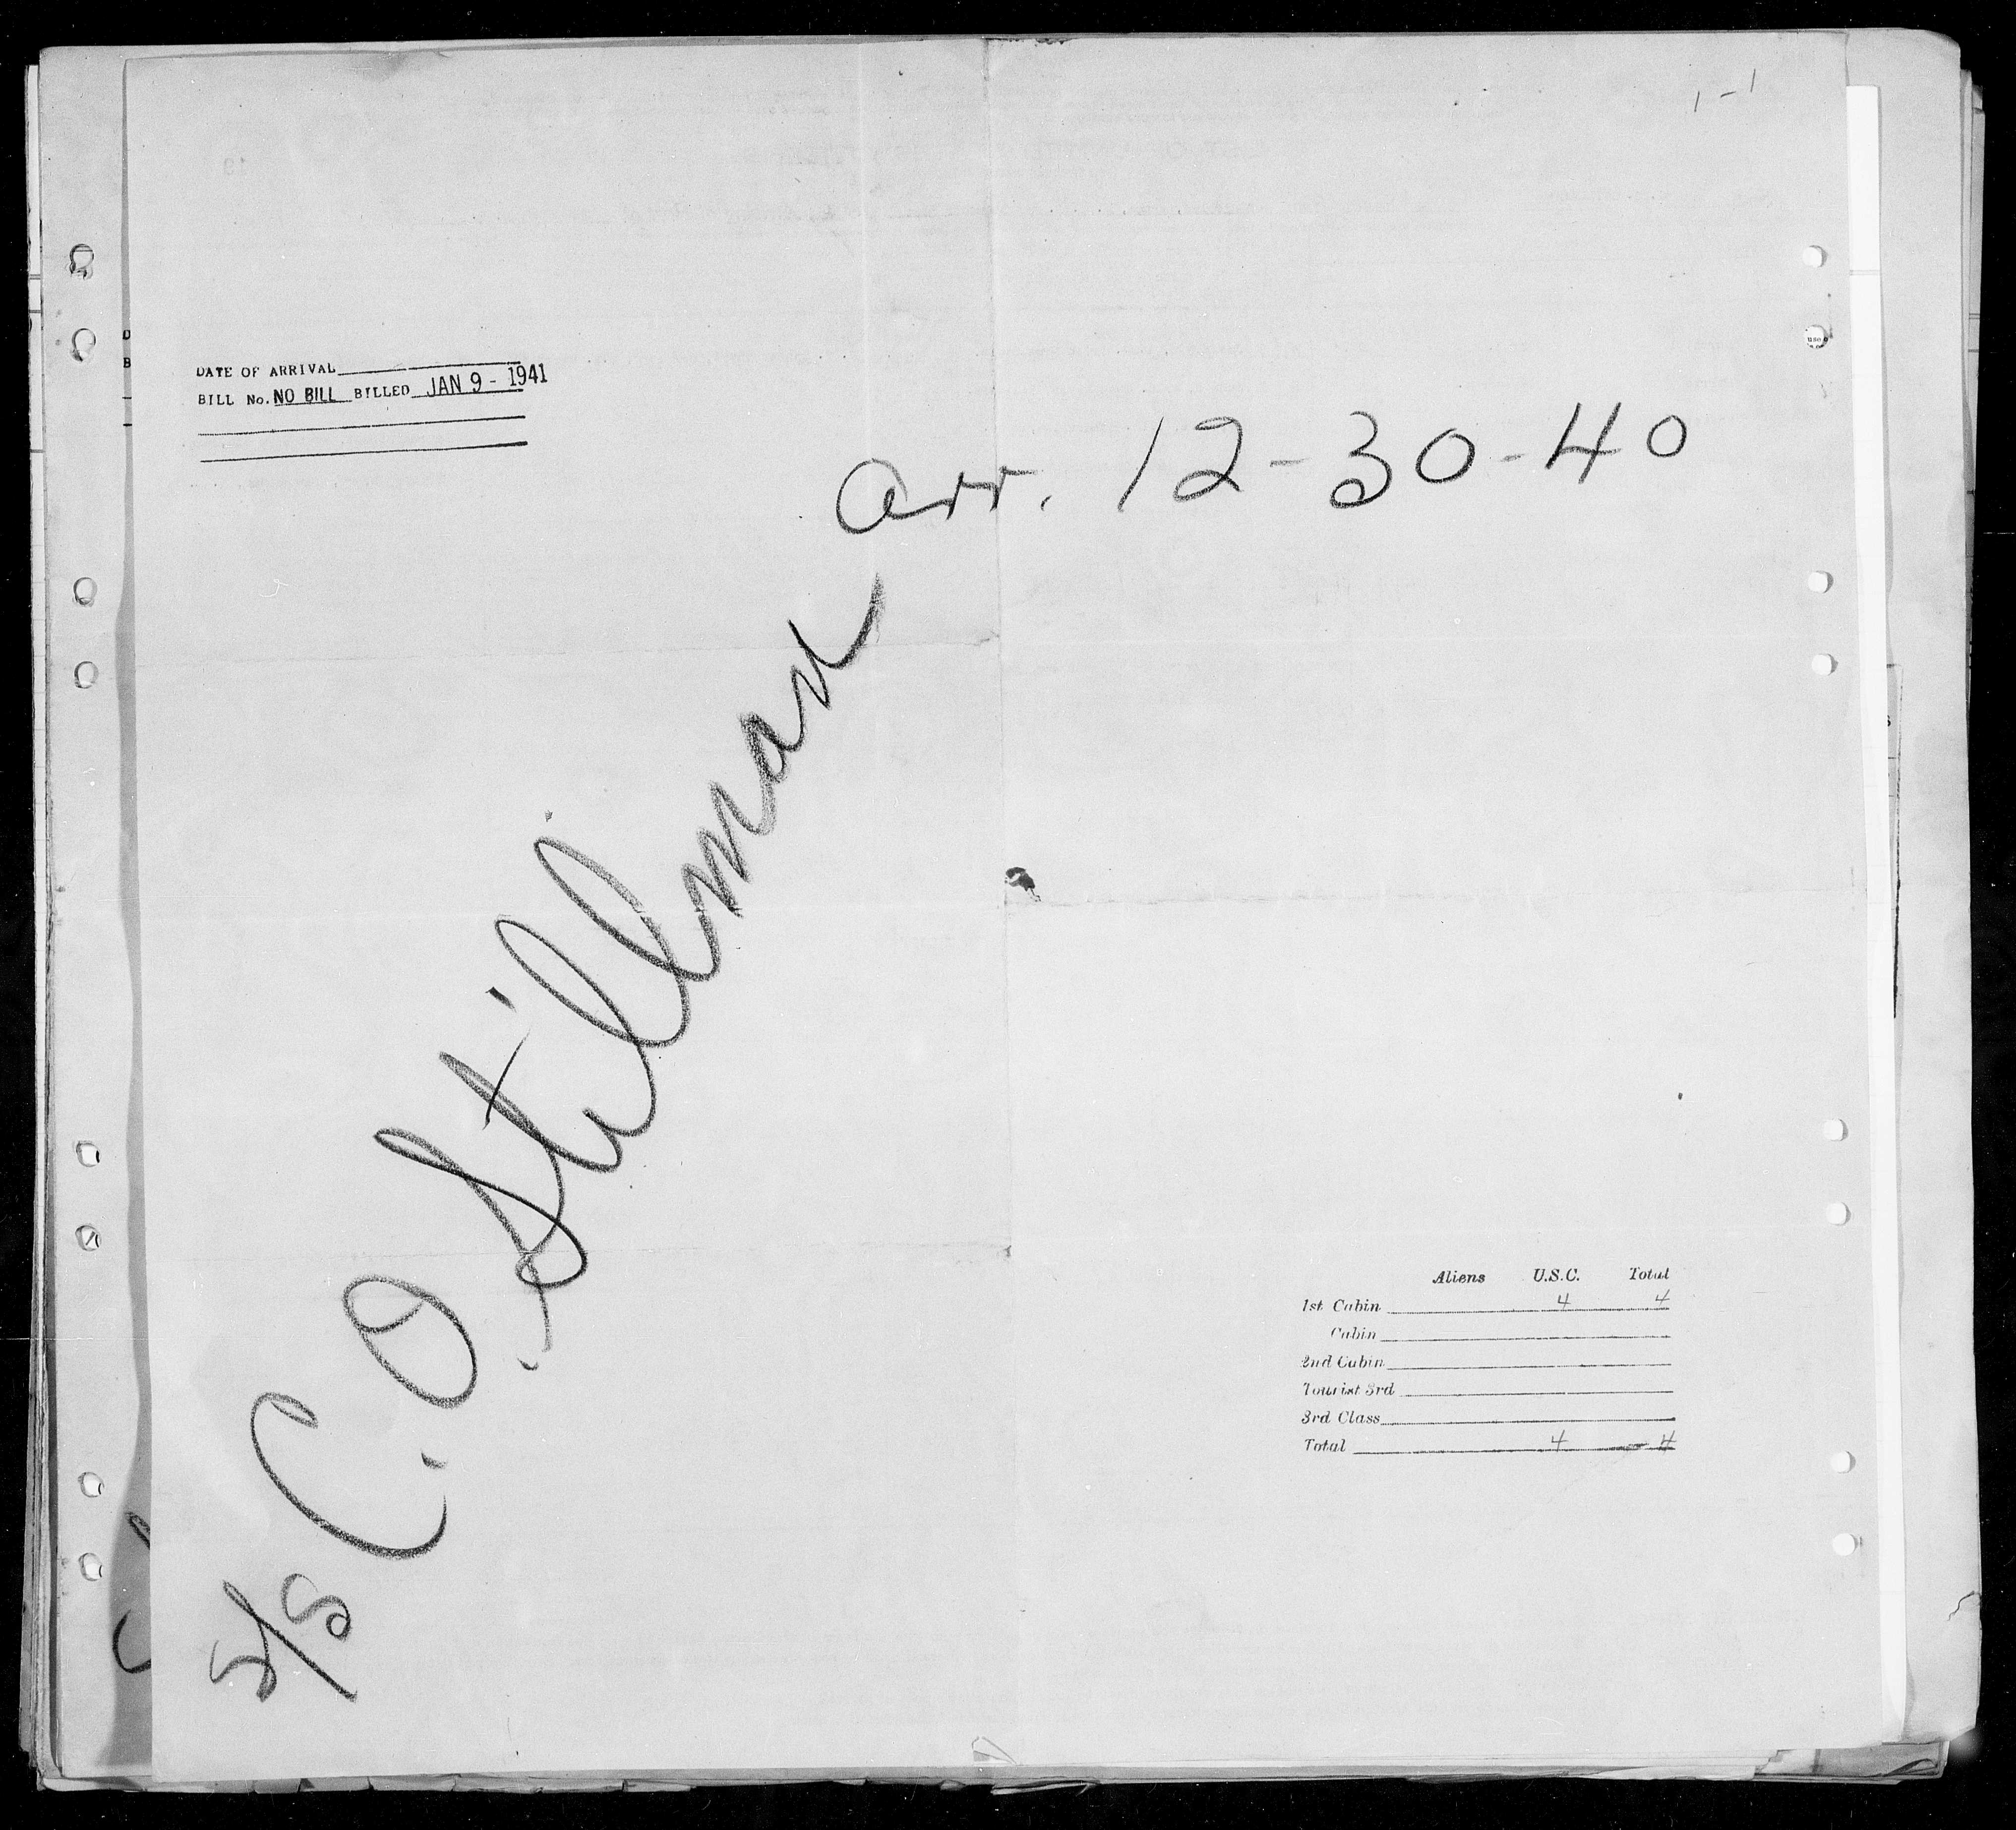 1-1
DATE OF ARRIVAL
BILL No. NO BILL BILLED JAN 9 - 1941
Arr. 12-30-40
S/S C.O. Stillman
Aliens U.S.C. Total
1st Cabin 4 4
Cabin
2nd Cabin
Tourist 3rd
3rd Class
Total 4 4